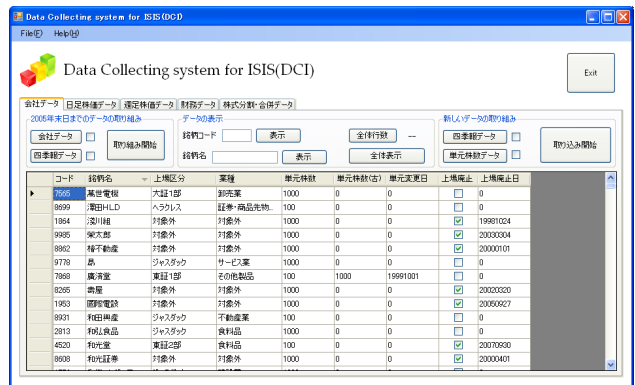 Data Collecting system for ISIS(DCI)
File(F) Help(H)
Data Collecting system for ISIS(DCI)
Exit
会社データ 日足株価データ 週足株価データ 財務データ 株式分割・合併データ
2005年末日までのデータの取り組み
会社データ
四季報データ
取り組み開始
データの表示
銘柄コード 表示 全体行数 --
銘柄名 表示 全体表示
新しいデータの取り組み
四季報データ
単元株数データ
取り込み開始
コード 銘柄名 上場区分 業種 単元株数 単元株数(古) 単元変更日 上場廃止 上場廃止日
7565 萬世電機 大証1部 卸売業 1000 0 0 0
8699 澤田HLD ヘラクレス 証券・商品先物... 10 0 0 0
1864 淺川組 対象外 対象外 1000 0 0 19981024
9985 榮太郎 対象外 対象外 1000 0 0 20030304
8862 椿不動産 対象外 対象外 1000 0 0 20000101
9778 昴 ジャスダック サービス業 1000 0 0 0
7868 廣済堂 東証1部 その他製品 100 1000 19991001 0
8265 壽屋 対象外 対象外 1000 0 0 20020320
1953 國際電設 対象外 対象外 1000 0 0 20050927
8931 和田興産 ジャスダック 不動産業 100 0 0 0
2813 和弘食品 ジャスダック 食料品 1000 0 0 0
4520 和光堂 東証2部 食料品 100 0 0 20070930
8608 和光証券 対象外 対象外 1000 0 0 20000401